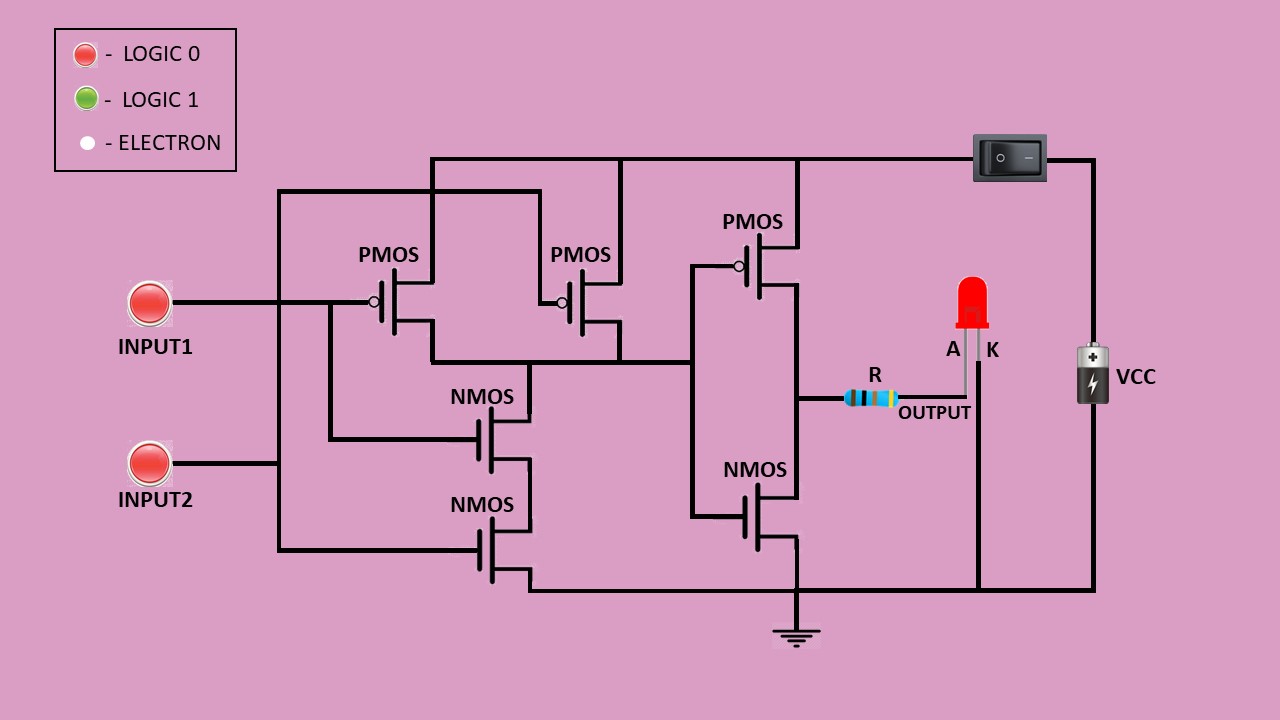 - LOGIC 0
- LOGIC 1
- ELECTRON
PMOS
PMOS
PMOS
INPUT1
A
K
VCC
R
NMOS
OUTPUT
NMOS
INPUT2
NMOS